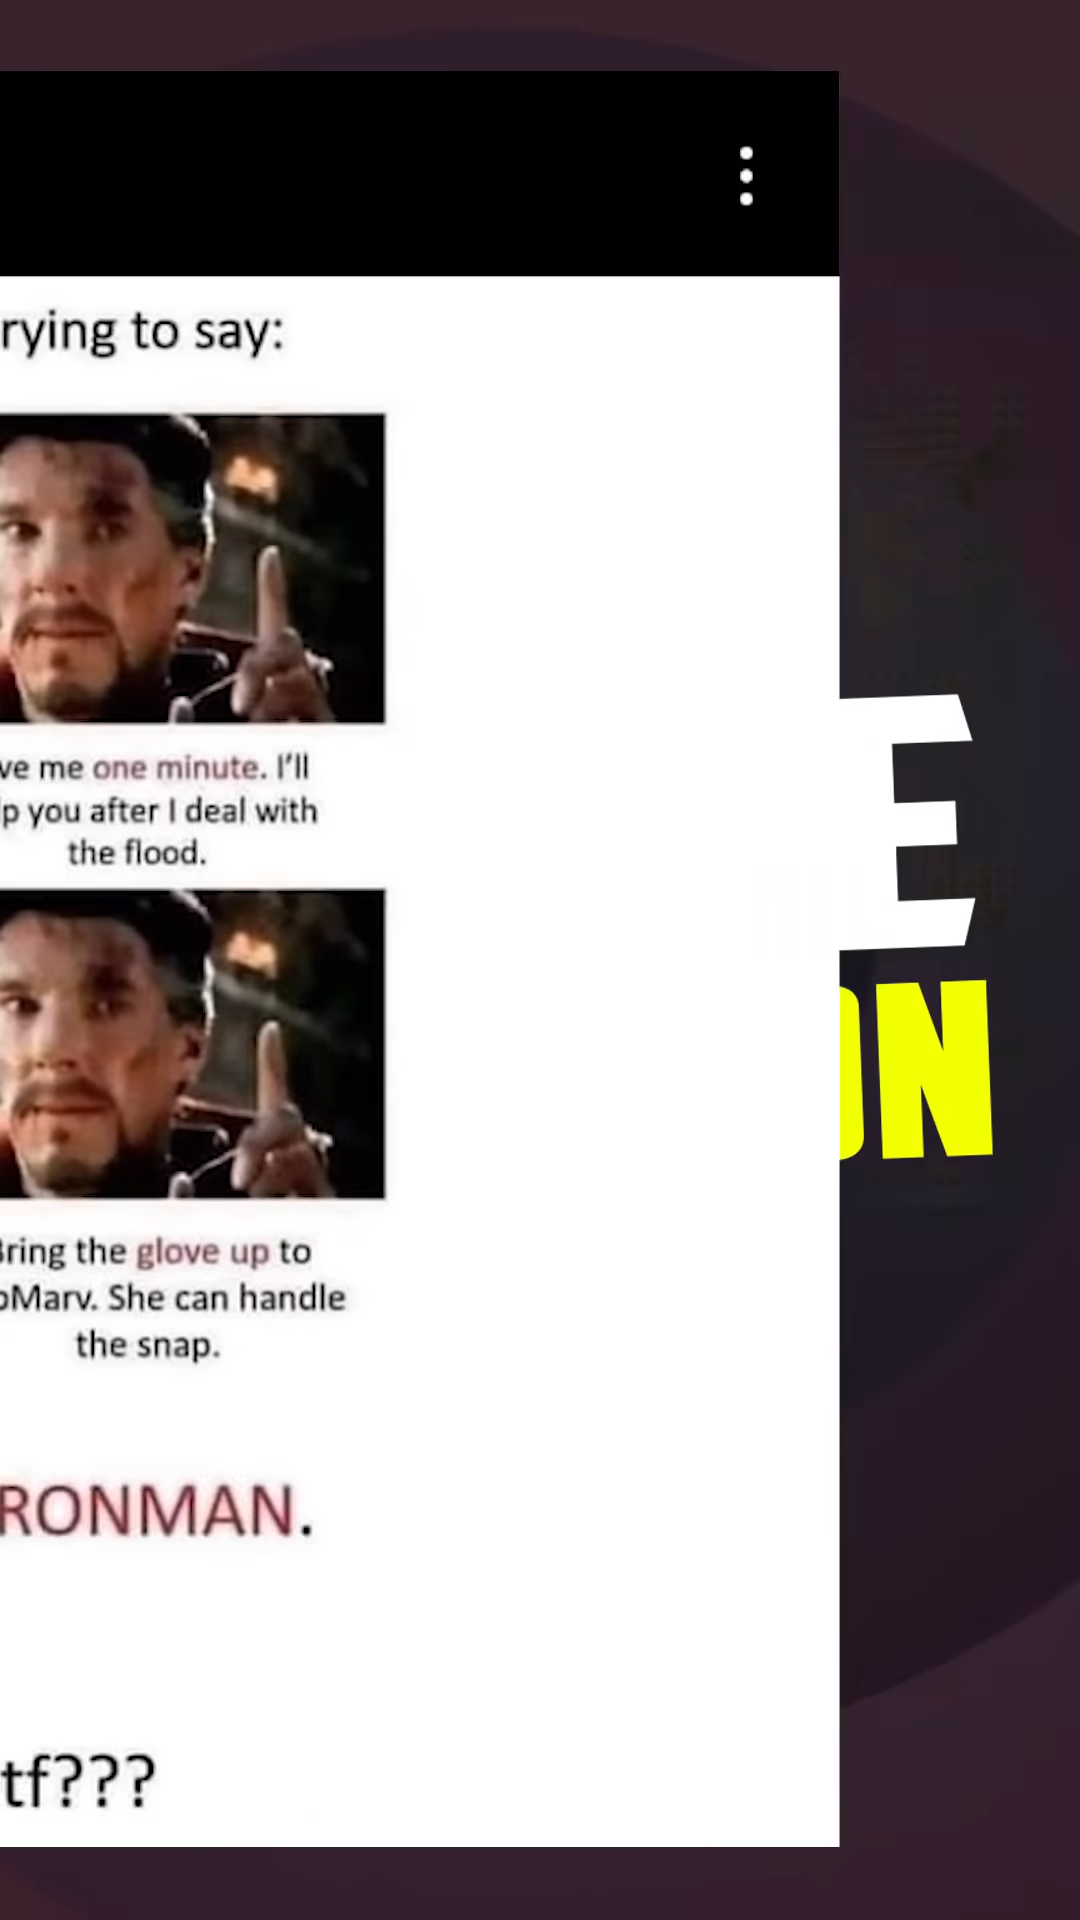 rying to say:
ve me one minute. I'll
lp you after I deal with
the flood.
Bring the glove up to
pMarv. She can handle
the snap.
RONMAN.
tf???
E
ON